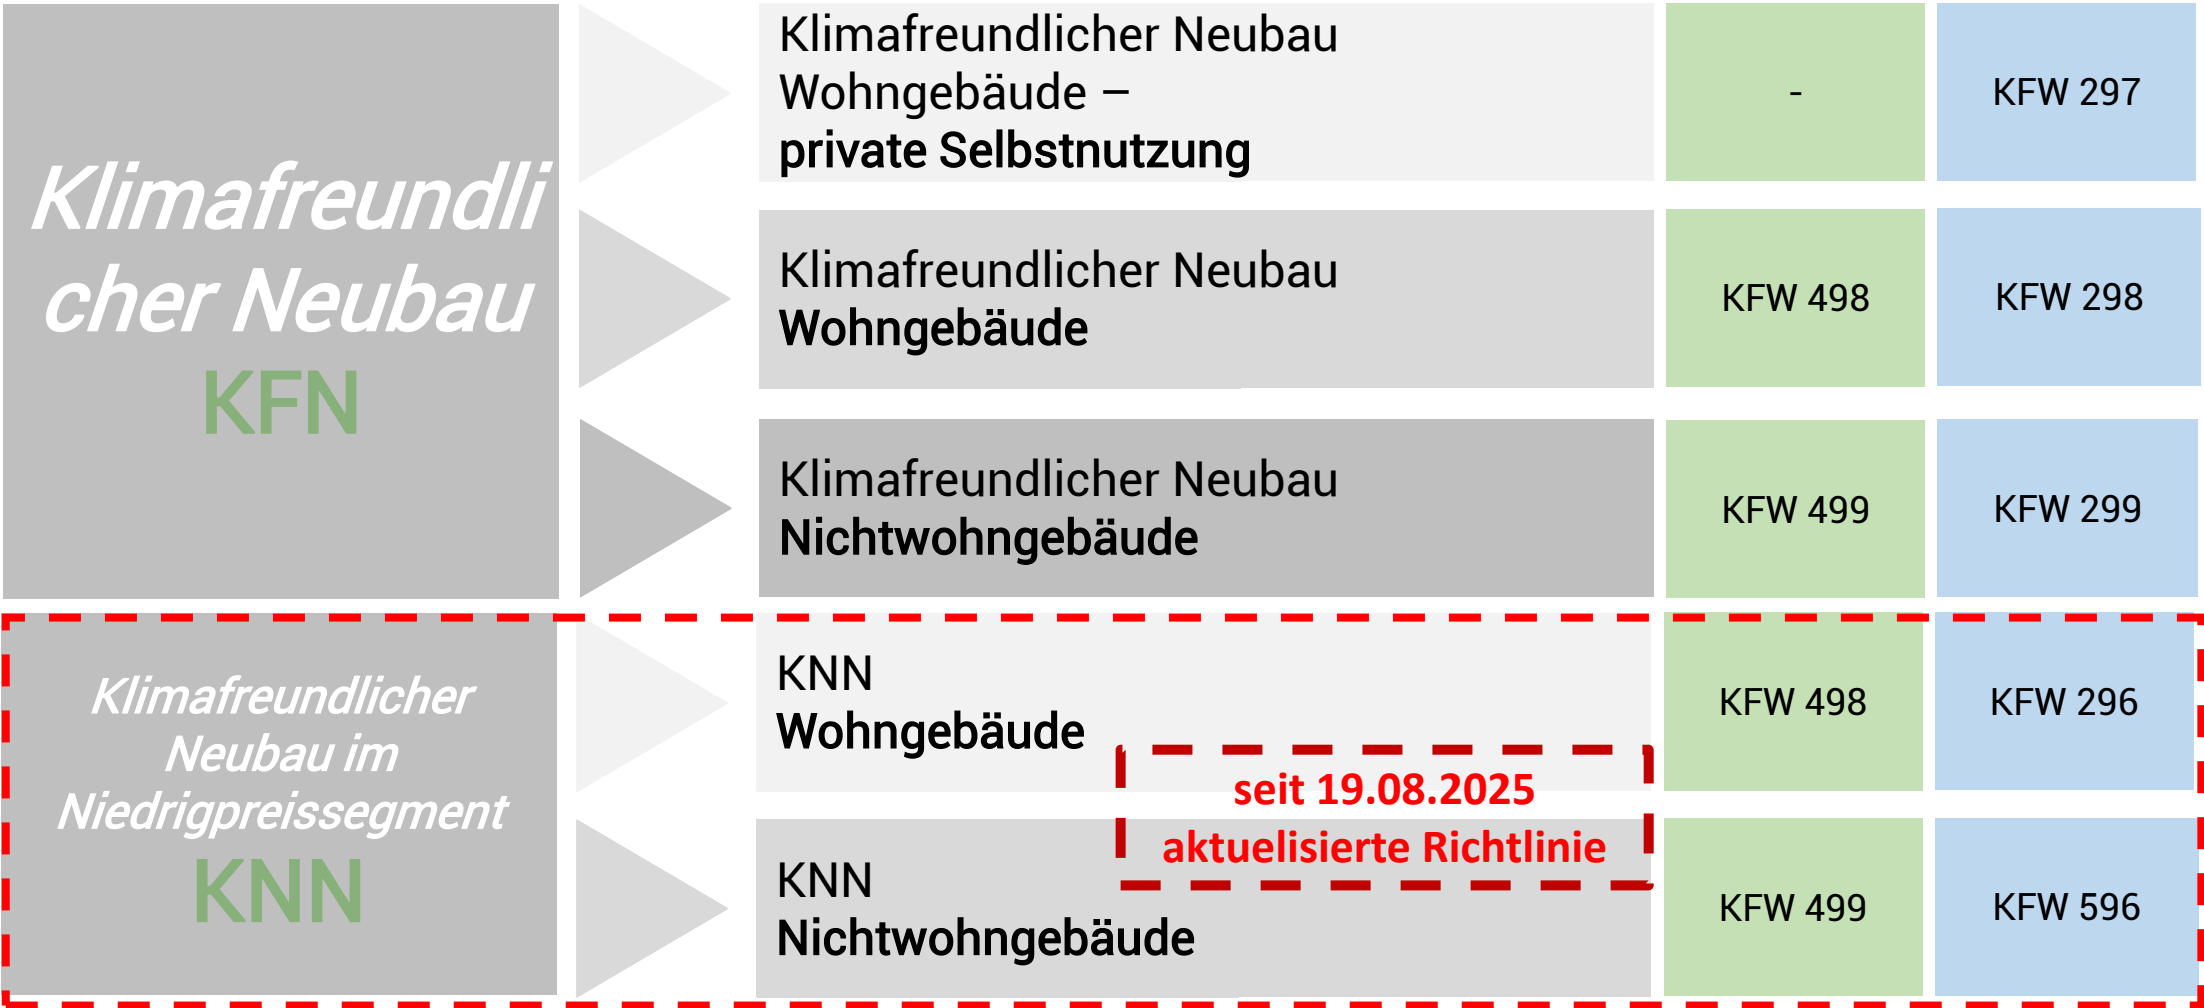 Klimafreundli
cher Neubau
KFN
Klimafreundlicher Neubau
Wohngebäude –
private Selbstnutzung
-
KFW 297
Klimafreundlicher Neubau
Wohngebäude
KFW 498
KFW 298
Klimafreundlicher Neubau
Nichtwohngebäude
KFW 499
KFW 299
Klimafreundlicher
Neubau im
Niedrigpreissegment
KNN
KNN
Wohngebäude
KFW 498
KFW 296
seit 19.08.2025
aktuelisierte Richtlinie
KNN
Nichtwohngebäude
KFW 499
KFW 596